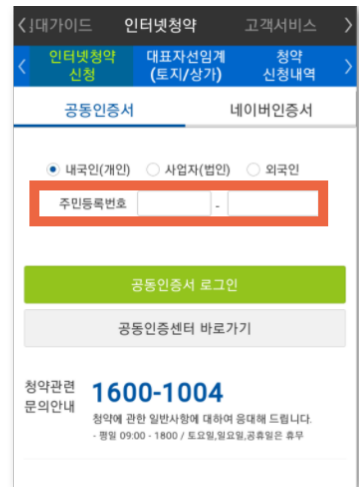 대가이드 인터넷청약 고객서비스
인터넷청약 신청
대표자선임계 (토지/상가)
청약 신청내역
공동인증서 네이버인증서
내국인(개인) 사업자(법인) 외국인
주민등록번호 -
공동인증서 로그인
공동인증센터 바로가기
청약관련 문의안내
1600-1004
청약에 관한 일반사항에 대하여 응대해 드립니다.
- 평일 09:00 - 1800 / 토요일,일요일,공휴일은 휴무